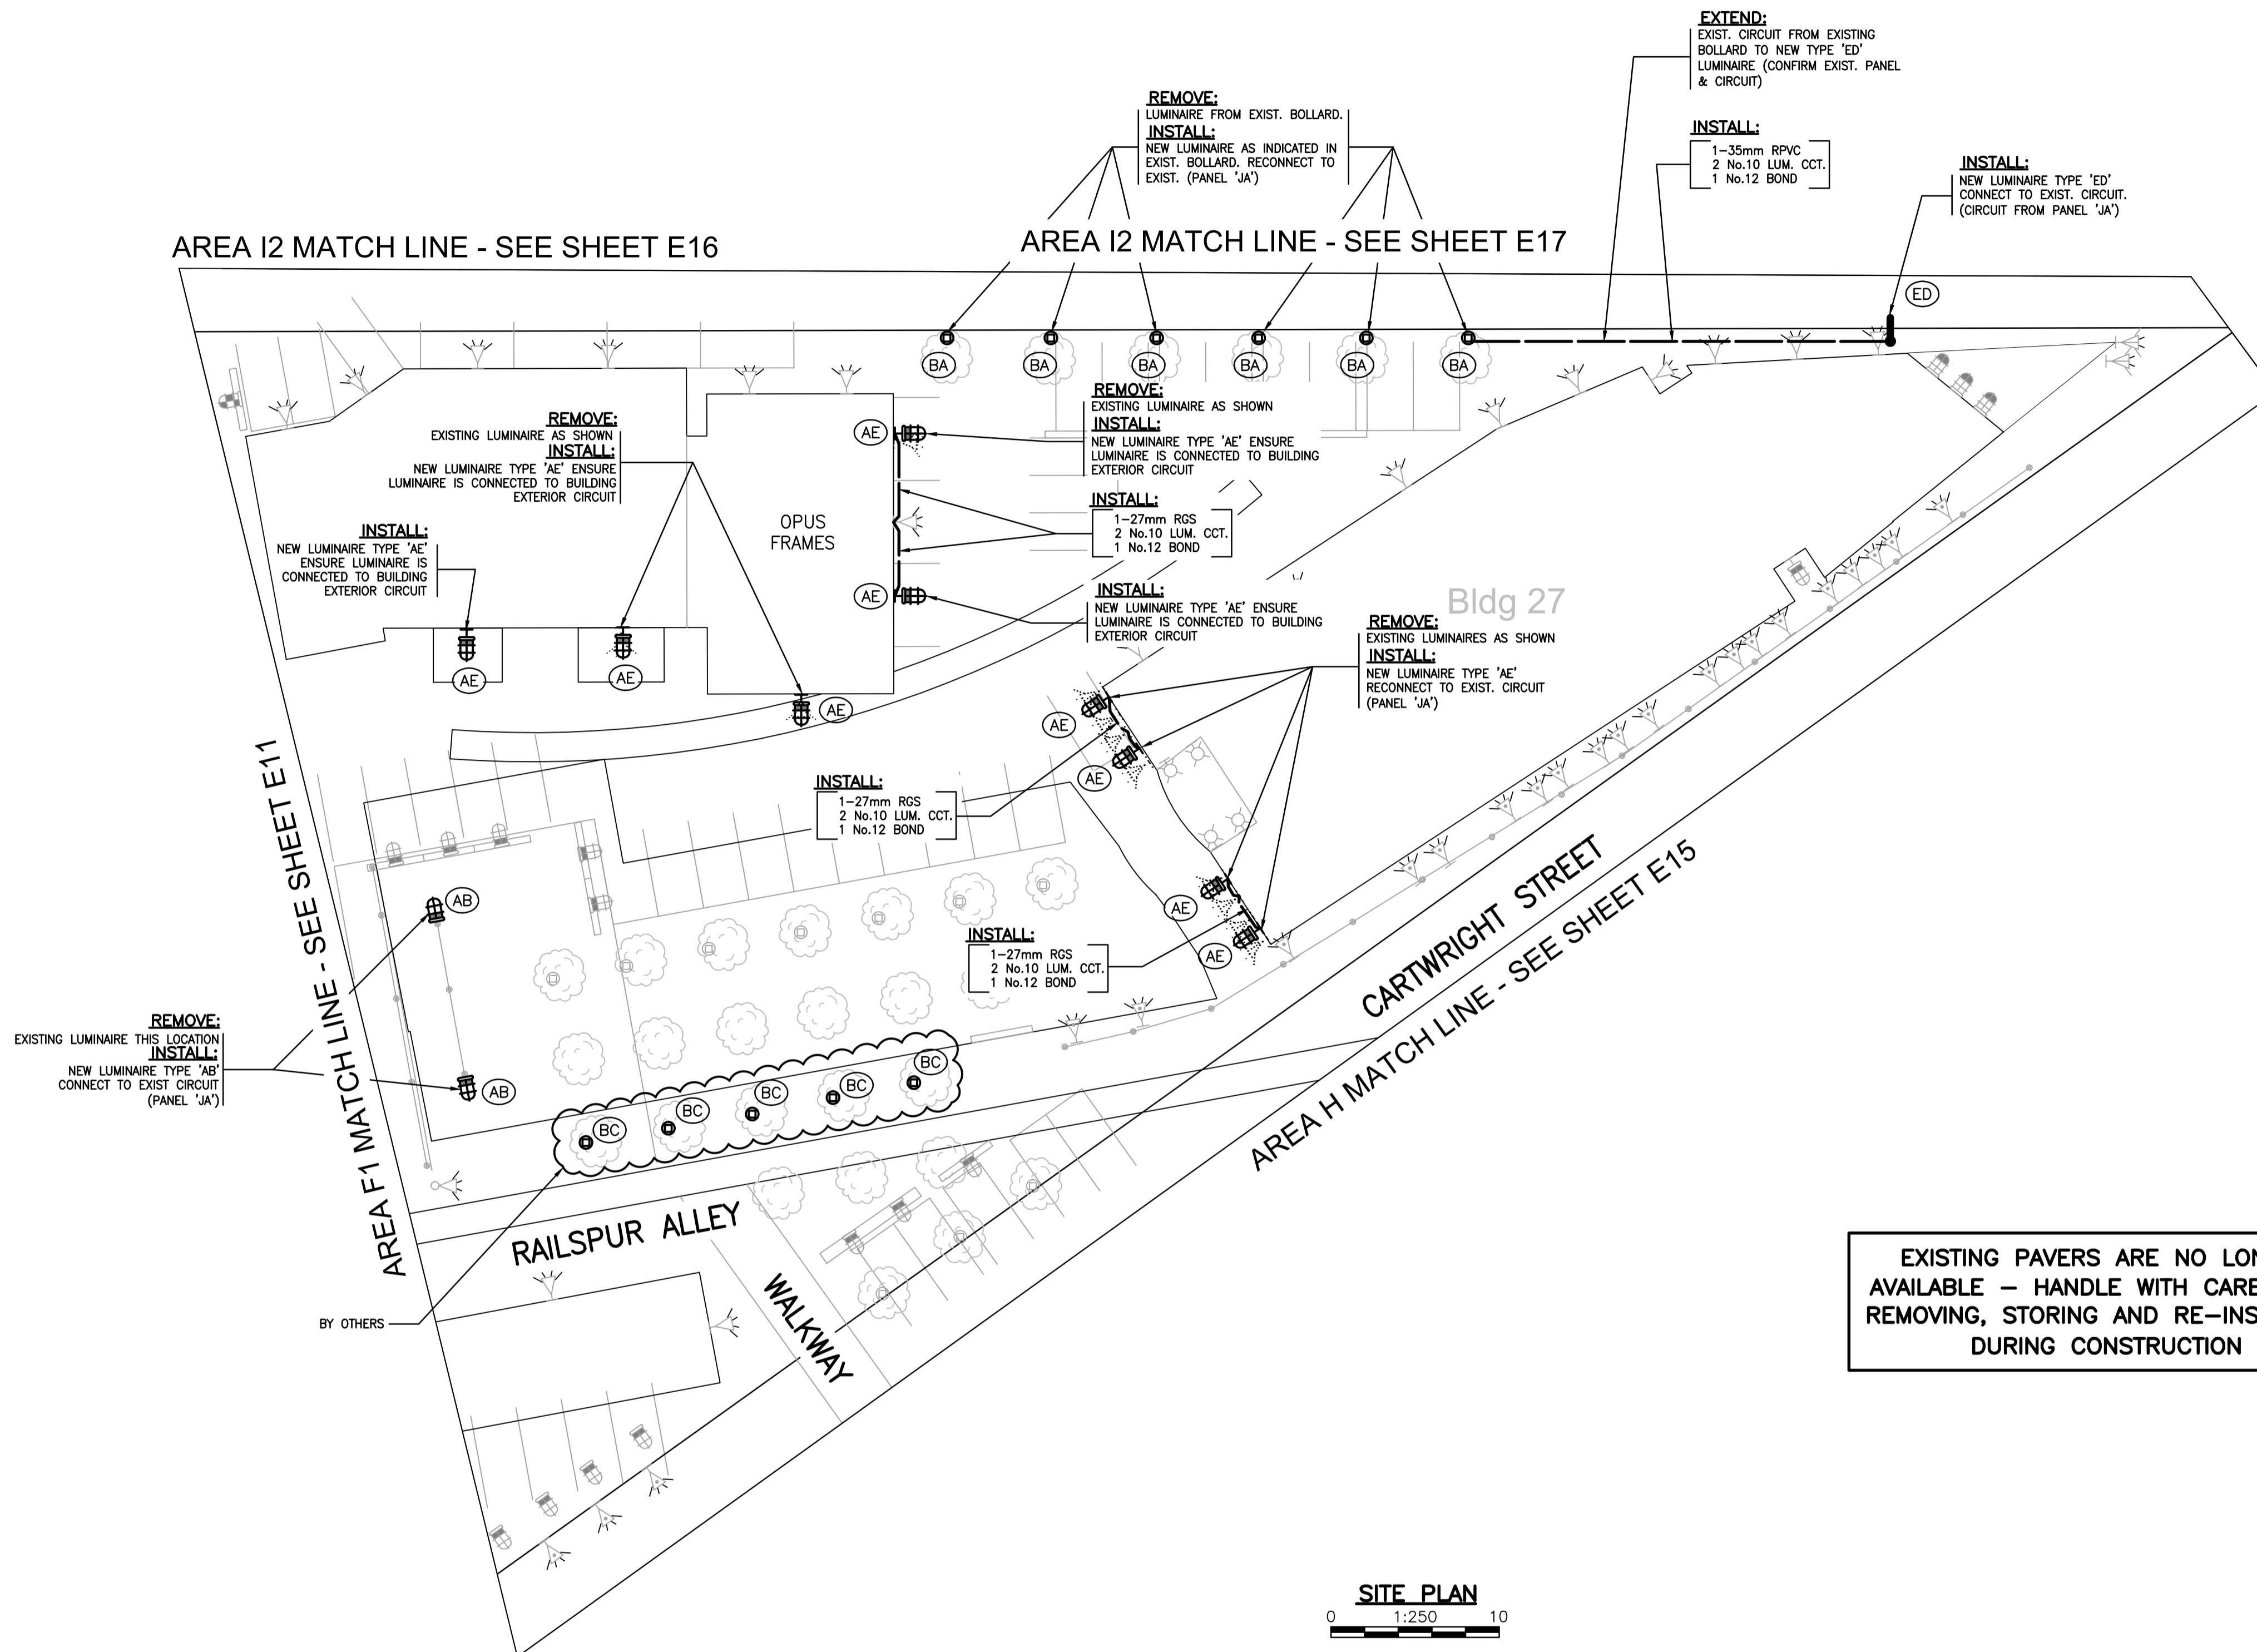 EXTEND:
EXIST. CIRCUIT FROM EXISTING
BOLLARD TO NEW TYPE 'ED'
LUMINAIRE (CONFIRM EXIST. PANEL
& CIRCUIT)
REMOVE:
LUMINAIRE FROM EXIST. BOLLARD.
INSTALL:
NEW LUMINAIRE AS INDICATED IN
EXIST. BOLLARD. RECONNECT TO
EXIST. (PANEL 'JA')
INSTALL:
1-35mm RPVC
2 No.10 LUM. CCT.
1 No.12 BOND
INSTALL:
NEW LUMINAIRE TYPE 'ED'
CONNECT TO EXIST. CIRCUIT.
(CIRCUIT FROM PANEL 'JA')
AREA I2 MATCH LINE - SEE SHEET E16
AREA I2 MATCH LINE - SEE SHEET E17
ED
BA
BA
BA
BA
BA
BA
REMOVE:
EXISTING LUMINAIRE AS SHOWN
INSTALL:
NEW LUMINAIRE TYPE 'AE' ENSURE
LUMINAIRE IS CONNECTED TO BUILDING
EXTERIOR CIRCUIT
AE
REMOVE:
EXISTING LUMINAIRE AS SHOWN
INSTALL:
NEW LUMINAIRE TYPE 'AE' ENSURE
LUMINAIRE IS CONNECTED TO BUILDING
EXTERIOR CIRCUIT
INSTALL:
1-27mm RGS
2 No.10 LUM. CCT.
1 No.12 BOND
OPUS
FRAMES
INSTALL:
NEW LUMINAIRE TYPE 'AE'
ENSURE LUMINAIRE IS
CONNECTED TO BUILDING
EXTERIOR CIRCUIT
AE
INSTALL:
NEW LUMINAIRE TYPE 'AE' ENSURE
LUMINAIRE IS CONNECTED TO BUILDING
EXTERIOR CIRCUIT
Bldg 27
REMOVE:
EXISTING LUMINAIRES AS SHOWN
INSTALL:
NEW LUMINAIRE TYPE 'AE'
RECONNECT TO EXIST. CIRCUIT
(PANEL 'JA')
AE
AE
AE
AE
AE
INSTALL:
1-27mm RGS
2 No.10 LUM. CCT.
1 No.12 BOND
AREA F1 MATCH LINE - SEE SHEET E11
AB
AE
AE
INSTALL:
1-27mm RGS
2 No.10 LUM. CCT.
1 No.12 BOND
CARTWRIGHT STREET
AREA H MATCH LINE - SEE SHEET E15
REMOVE:
EXISTING LUMINAIRE THIS LOCATION
INSTALL:
NEW LUMINAIRE TYPE 'AB'
CONNECT TO EXIST CIRCUIT
(PANEL 'JA')
AB
BC
BC
BC
BC
BC
RAILSPUR ALLEY
WALKWAY
BY OTHERS
EXISTING PAVERS ARE NO
AVAILABLE – HANDLE WITH
REMOVING, STORING AND
DURING CONSTRUCTION
SITE PLAN
0 1:250 10